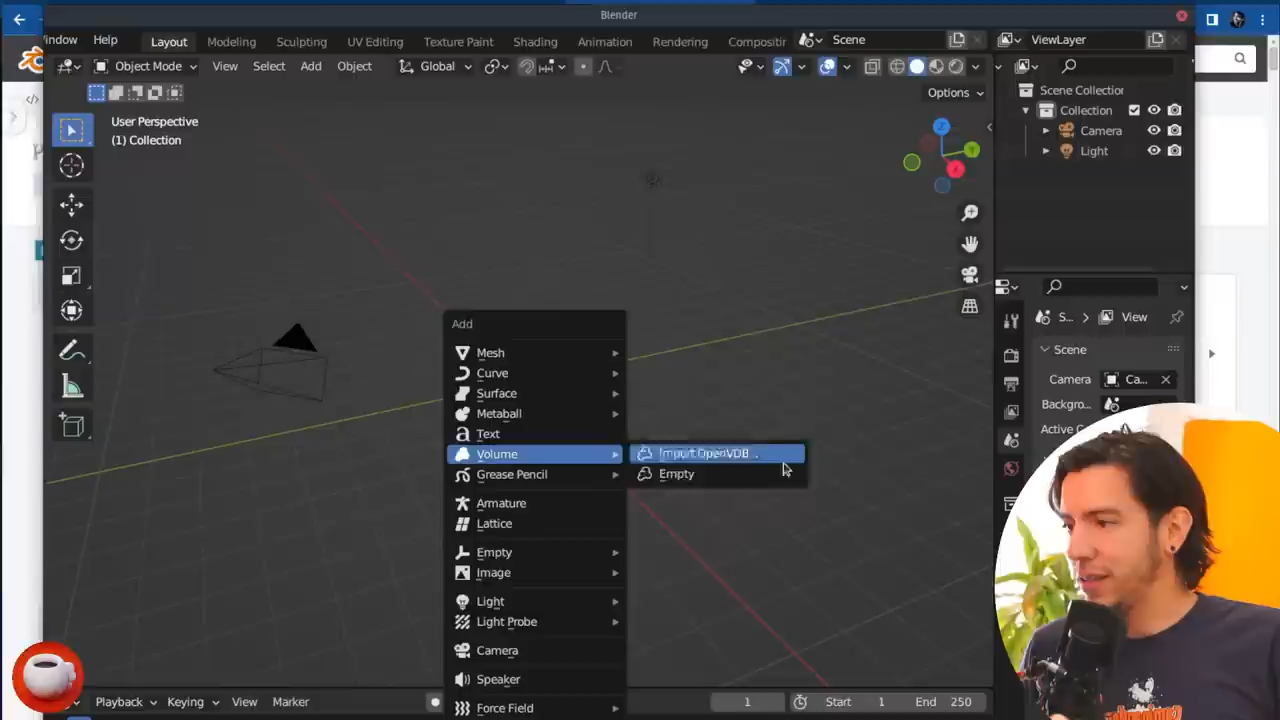 Blender
indow Help Layout Modeling Sculpting UV Editing Texture Paint Shading Animation Rendering Compositir Scene ViewLayer
Object Mode View Select Add Object Global
Options
User Perspective
(1) Collection
Scene Collection
Collection
Camera
Light
Z
Y
X
Add
Mesh
Curve
Surface
Metaball
Text
Volume
Grease Pencil
Armature
Lattice
Empty
Image
Light
Light Probe
Camera
Speaker
Force Field
Import OpenVDB...
Empty
S... View
Scene
Camera Ca...
Backgro...
Active C
Playback Keying View Marker 1 Start 1 End 250